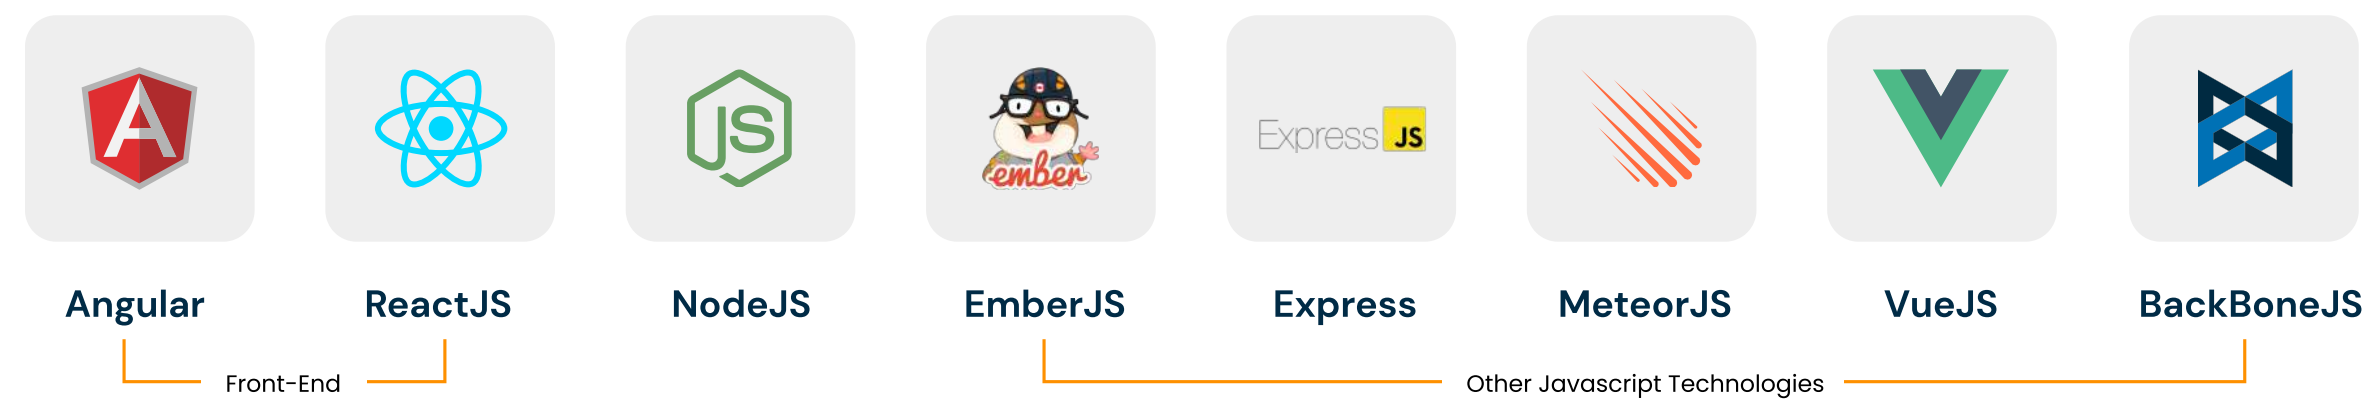 A
JS
ember
Express JS
Angular
ReactJS
NodeJS
EmberJS
Express
MeteorJS
VueJS
BackBoneJS
Front-End
Other Javascript Technologies